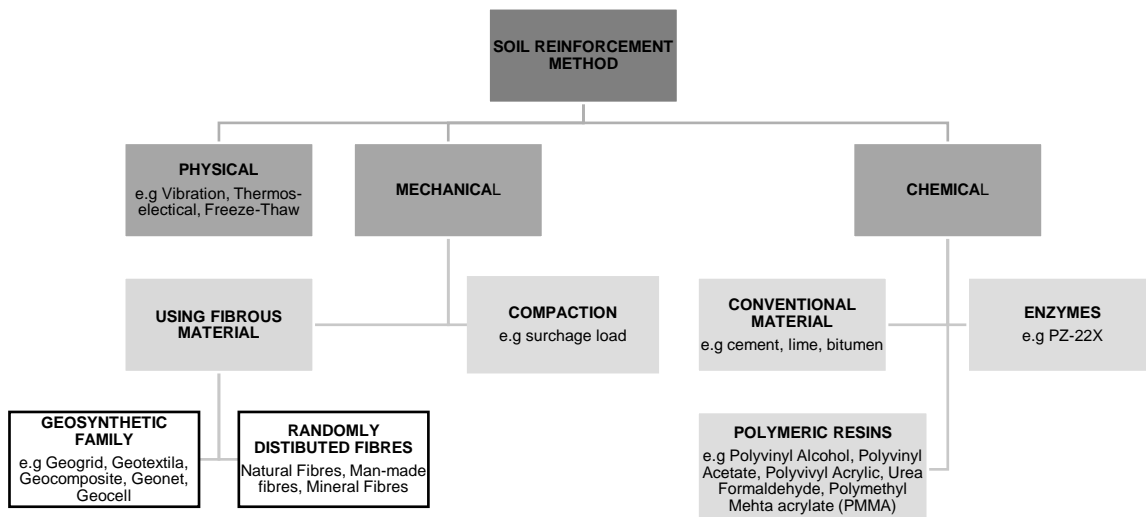 SOIL REINFORCEMENT
METHOD
PHYSICAL
e.g Vibration, Thermos-
electical, Freeze-Thaw
MECHANICAL
CHEMICAL
USING FIBROUS
MATERIAL
COMPACTION
e.g surchage load
CONVENTIONAL
MATERIAL
e.g cement, lime, bitumen
ENZYMES
e.g PZ-22X
GEOSYNTHETIC
FAMILY
e.g Geogrid, Geotextila,
Geocomposite, Geonet,
Geocell
RANDOMLY
DISTIBUTED FIBRES
Natural Fibres, Man-made
fibres, Mineral Fibres
POLYMERIC RESINS
e.g Polyvinyl Alcohol, Polyvinyl
Acetate, Polyvivyl Acrylic, Urea
Formaldehyde, Polymethyl
Mehta acrylate (PMMA)